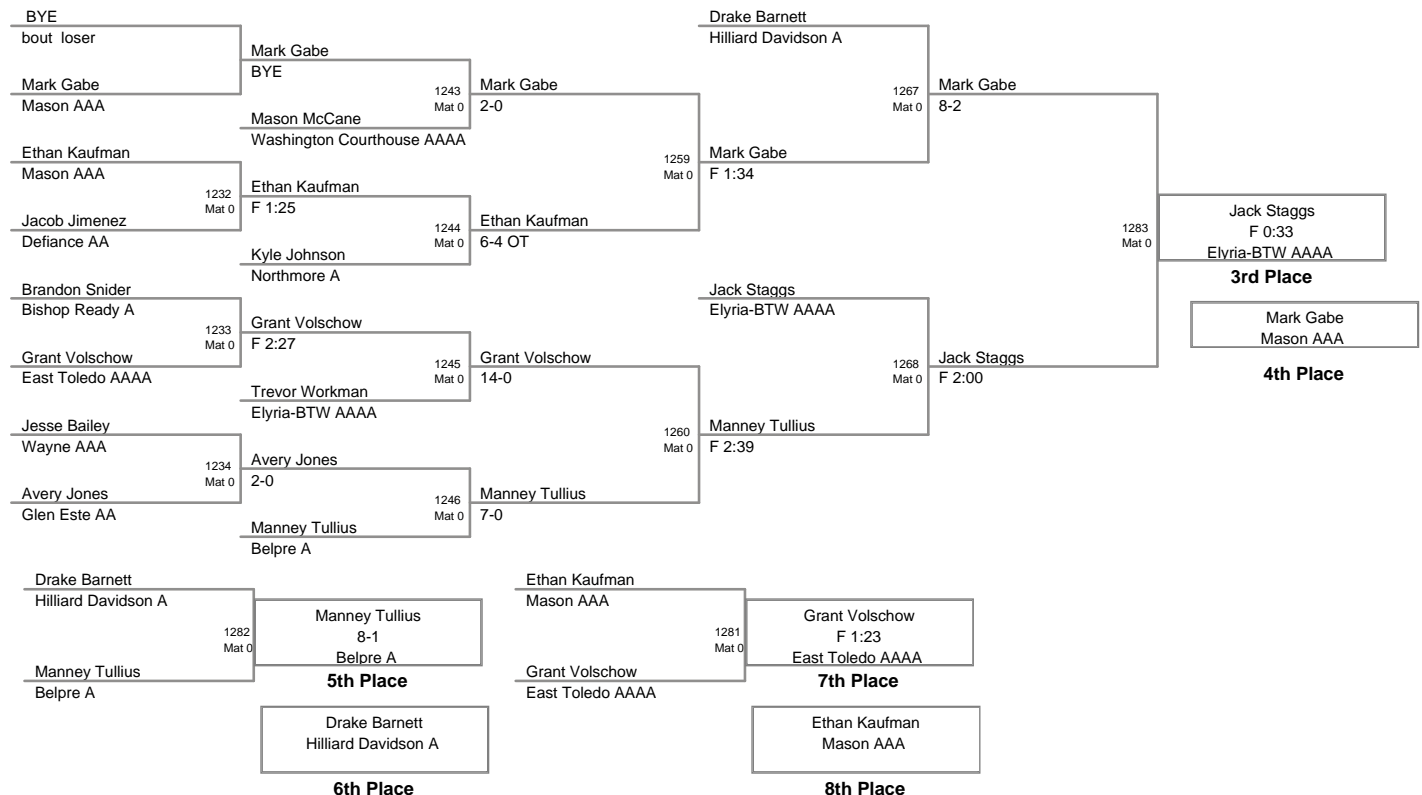 BYE
bout loser
Mark Gabe
Mason AAA
Ethan Kaufman
Mason AAA
Jacob Jimenez
Defiance AA
Brandon Snider
Bishop Ready A
Grant Volschow
East Toledo AAAA
Jesse Bailey
Wayne AAA
Avery Jones
Glen Este AA
1232
Mat 0
1233
Mat 0
1234
Mat 0
Mark Gabe
BYE
Mason McCane
Washington Courthouse AAAA
Ethan Kaufman
F 1:25
Kyle Johnson
Northmore A
Grant Volschow
F 2:27
Trevor Workman
Elyria-BTW AAAA
Avery Jones
2-0
Manney Tullius
Belpre A
1243
Mat 0
1244
Mat 0
1245
Mat 0
1246
Mat 0
Mark Gabe
2-0
Ethan Kaufman
6-4 OT
Grant Volschow
14-0
Manney Tullius
7-0
1259
Mat 0
1260
Mat 0
Drake Barnett
Hilliard Davidson A
Mark Gabe
F 1:34
Jack Staggs
Elyria-BTW AAAA
Manney Tullius
F 2:39
1267
Mat 0
1268
Mat 0
Mark Gabe
8-2
Jack Staggs
F 2:00
1283
Mat 0
Jack Staggs
F 0:33
Elyria-BTW AAAA
3rd Place
Mark Gabe
Mason AAA
4th Place
Drake Barnett
Hilliard Davidson A
Manney Tullius
Belpre A
1282
Mat 0
Manney Tullius
8-1
Belpre A
5th Place
Drake Barnett
Hilliard Davidson A
6th Place
Ethan Kaufman
Mason AAA
Grant Volschow
East Toledo AAAA
1281
Mat 0
Grant Volschow
F 1:23
East Toledo AAAA
7th Place
Ethan Kaufman
Mason AAA
8th Place